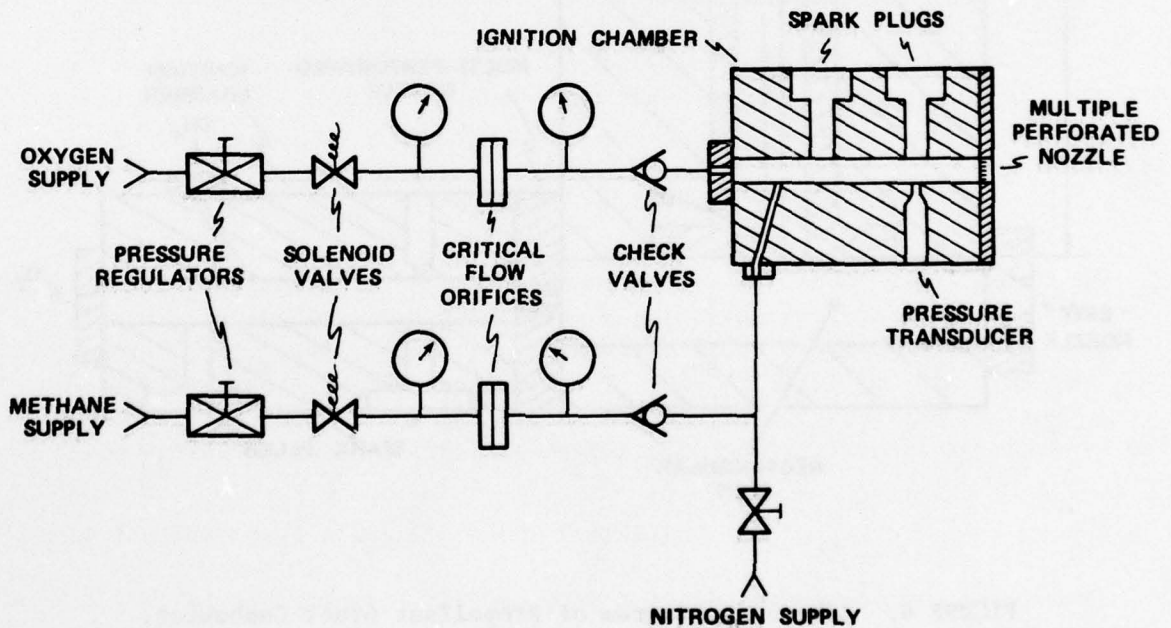 SPARK PLUGS
IGNITION CHAMBER
MULTIPLE
PERFORATED
NOZZLE
OXYGEN
SUPPLY
PRESSURE
REGULATORS
SOLENOID
VALVES
CRITICAL
FLOW
ORIFICES
CHECK
VALVES
PRESSURE
TRANSDUCER
METHANE
SUPPLY
NITROGEN SUPPLY